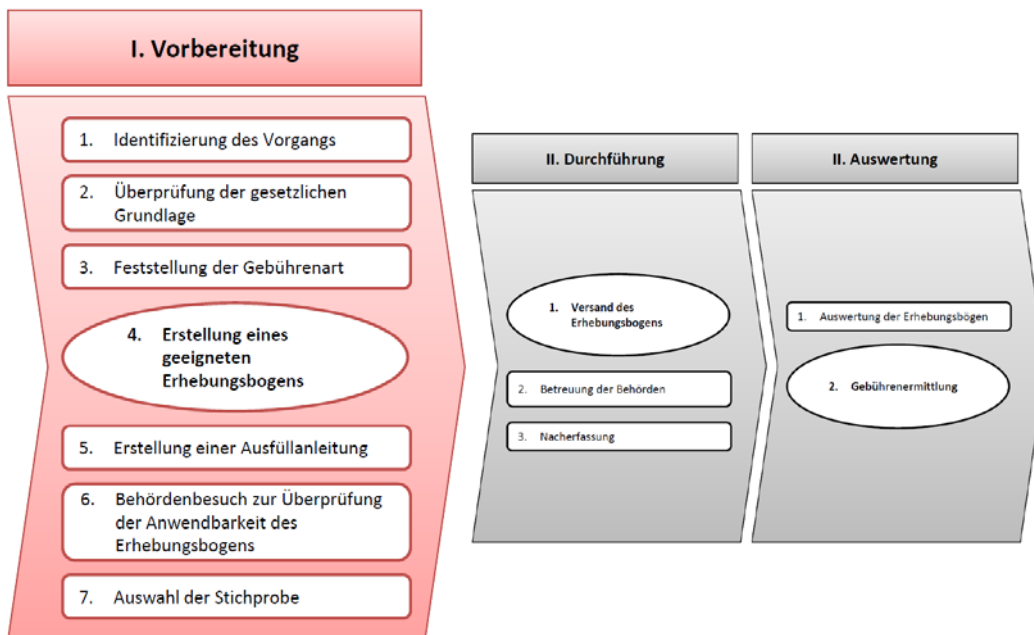 I. Vorbereitung
1. Identifizierung des Vorgangs
2. Überprüfung der gesetzlichen
Grundlage
3. Feststellung der Gebührenart
4. Erstellung eines
geeigneten
Erhebungsbogens
5. Erstellung einer Ausfüllanleitung
6. Behördenbesuch zur Überprüfung
der Anwendbarkeit des
Erhebungsbogens
7. Auswahl der Stichprobe
II. Durchführung
1. Versand des
Erhebungsbogens
2. Betreuung der Behörden
3. Nacherfassung
II. Auswertung
1. Auswertung der Erhebungsbögen
2. Gebührenermittlung